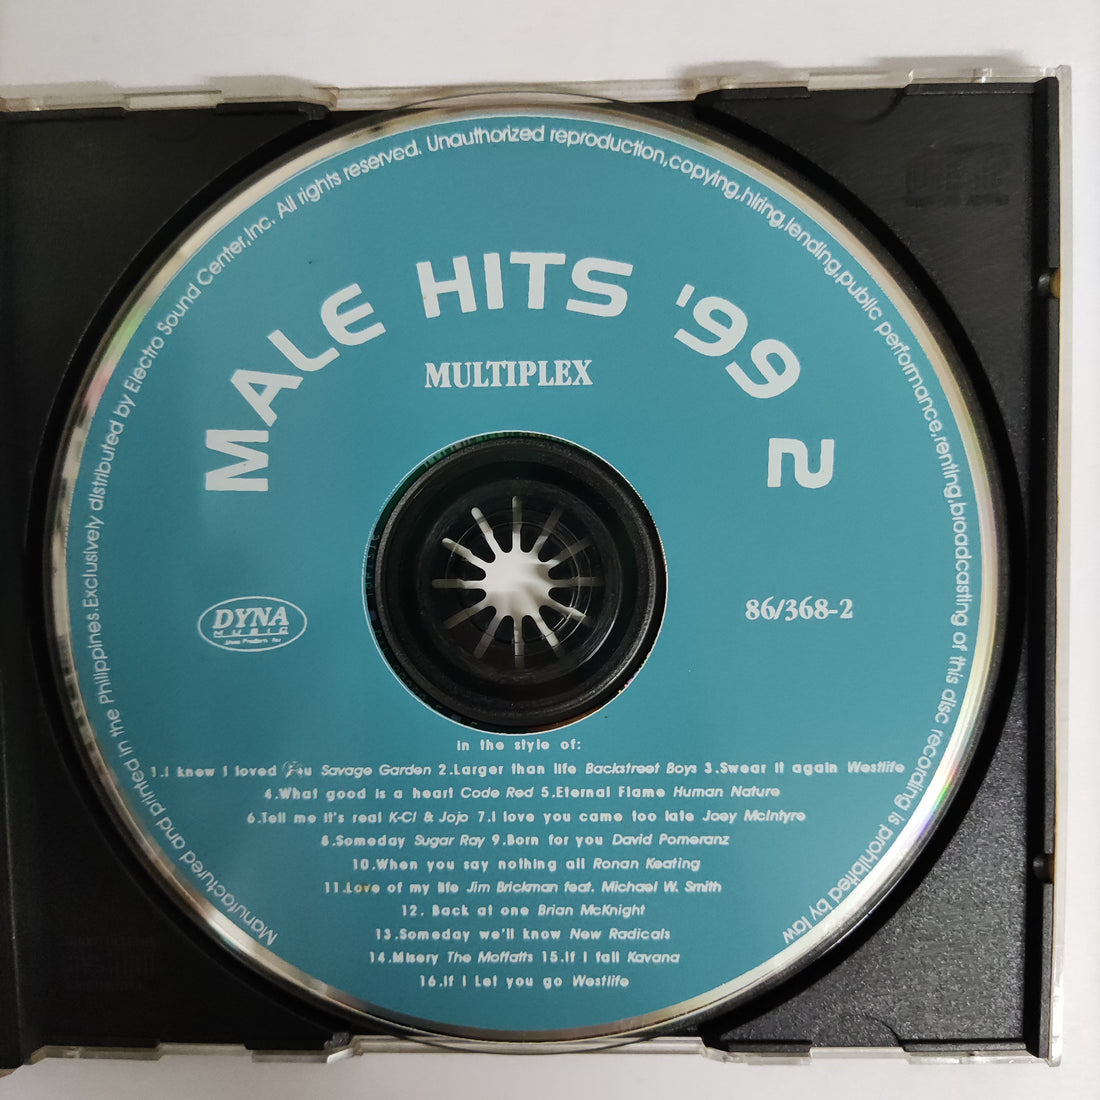 Manufactured and printed in the Philippines.Exclusively distributed by Electro Sound Center,Inc. All rights reserved. Unauthorized reproduction,copying,hiring,lending,public performance,renting,broadcasting of this disc recording is prohibited by law
MALE HITS '99 2
MULTIPLEX
DYNA
MUSIC
86/368-2
in the style of:
1.I knew I loved You Savage Garden 2.Larger than life Backstreet Boys 3.Swear it again Westlife
4.What good is a heart Code Red 5.Eternal Flame Human Nature
6.Tell me it's real K-CI & Jojo 7.I love you came too late Joey McIntyre
8.Someday Sugar Ray 9.Born for you David Pomeranz
10.When you say nothing all Ronan Keating
11.Love of my life Jim Brickman feat. Michael W. Smith
12. Back at one Brian McKnight
13.Someday we'll know New Radicals
14.Misery The Moffatts 15.If I fall Kavana
16.If I Let you go Westlife